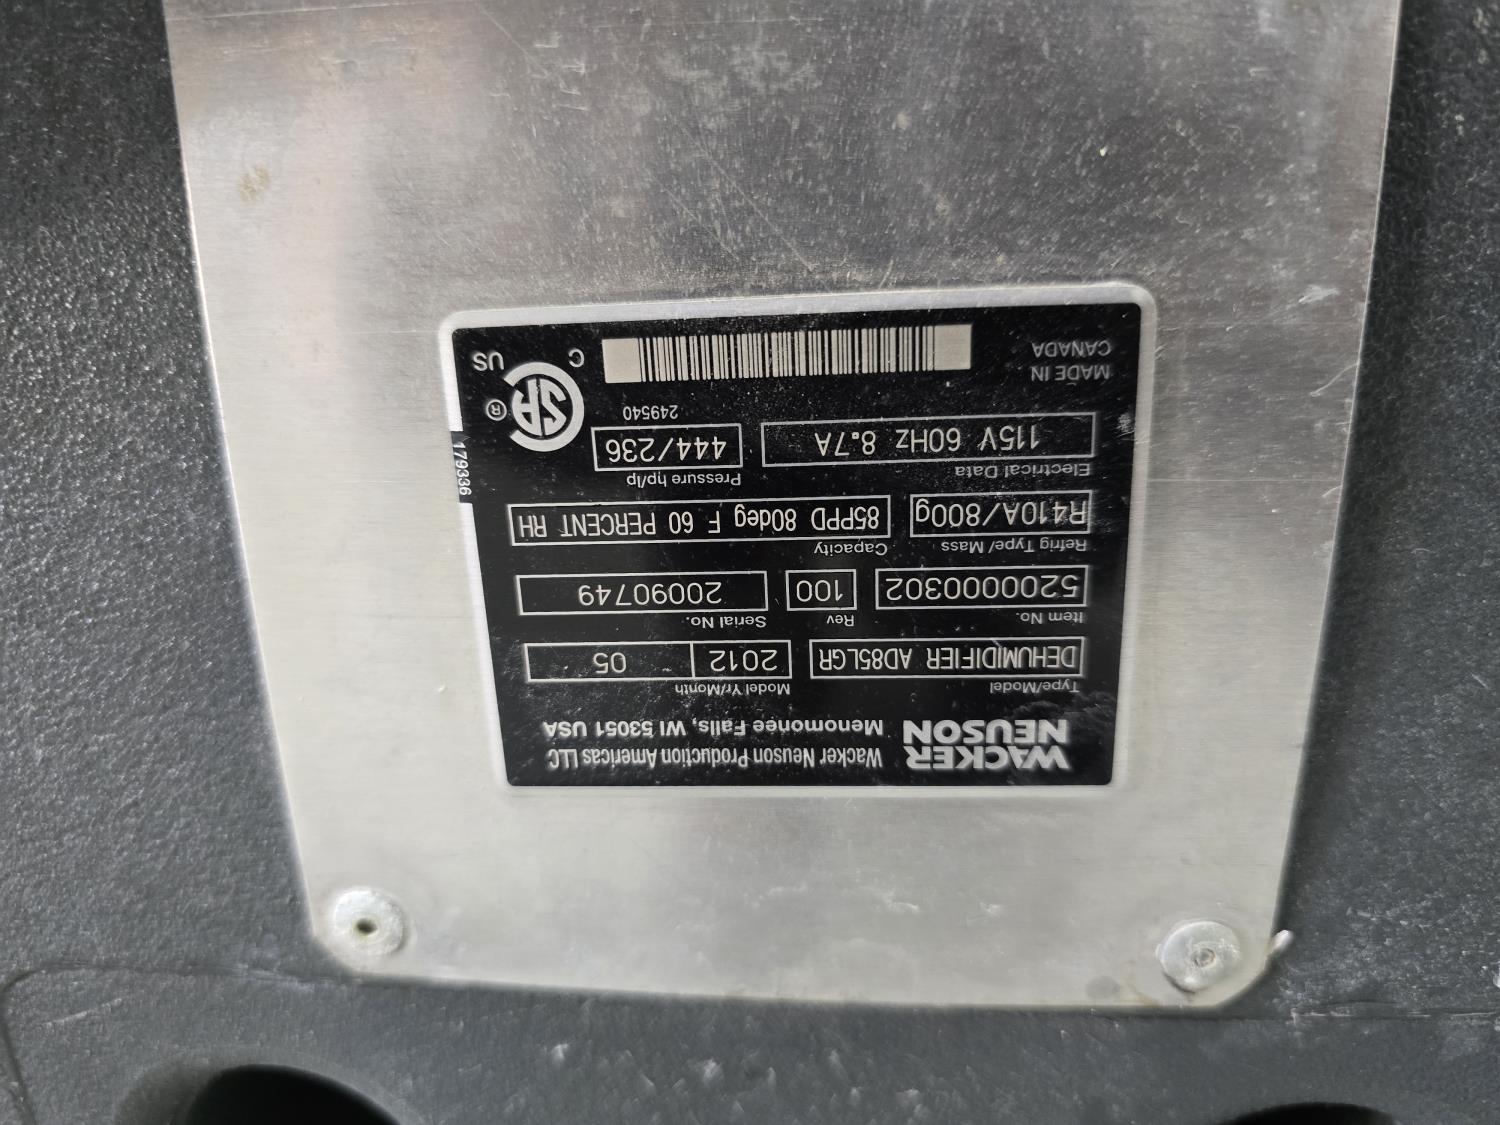 WACKER NEUSON
Wacker Neuson Production Americas LLC
Menomonee Falls, WI 53051 USA
Type/Model
Model Yr/Month
DEHUMIDIFIER AD85LGR
2012
05
Item No.
Rev
Serial No.
5200000302
100
20090749
Refrig Type/ Mass
Capacity
R410A/800g
85PPD 80deg F 60 PERCENT RH
Electrical Data
Pressure hp/lp
115V 60Hz 8.7A
444/236
179336
249540
MADE IN
CANADA
SA ®
C US